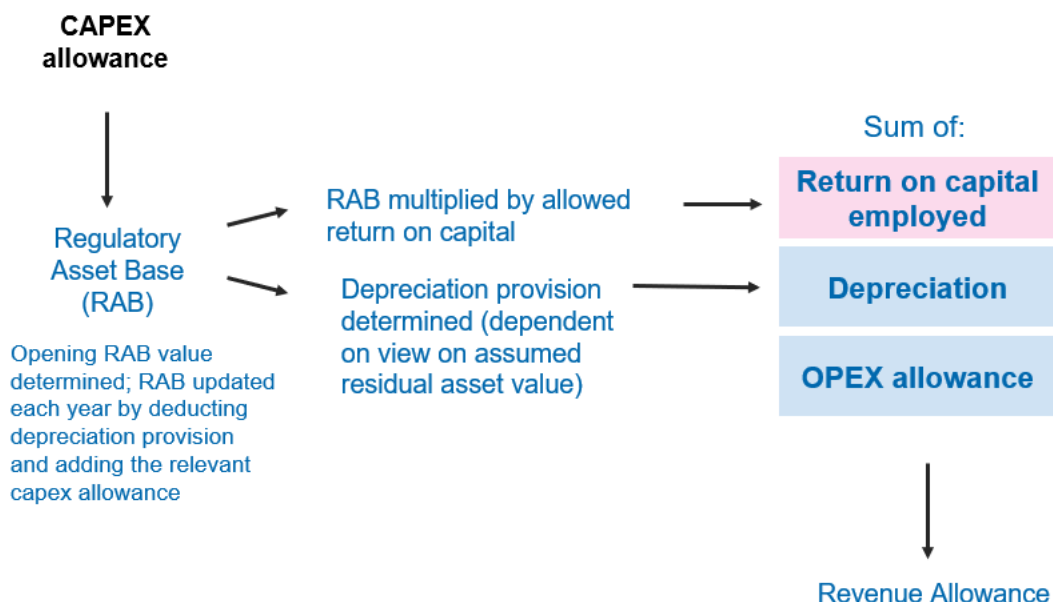 CAPEX
allowance
Regulatory
Asset Base
(RAB)
Opening RAB value
determined; RAB updated
each year by deducting
depreciation provision
and adding the relevant
capex allowance
RAB multiplied by allowed
return on capital
Depreciation provision
determined (dependent
on view on assumed
residual asset value)
Sum of:
Return on capital
employed
Depreciation
OPEX allowance
Revenue Allowance